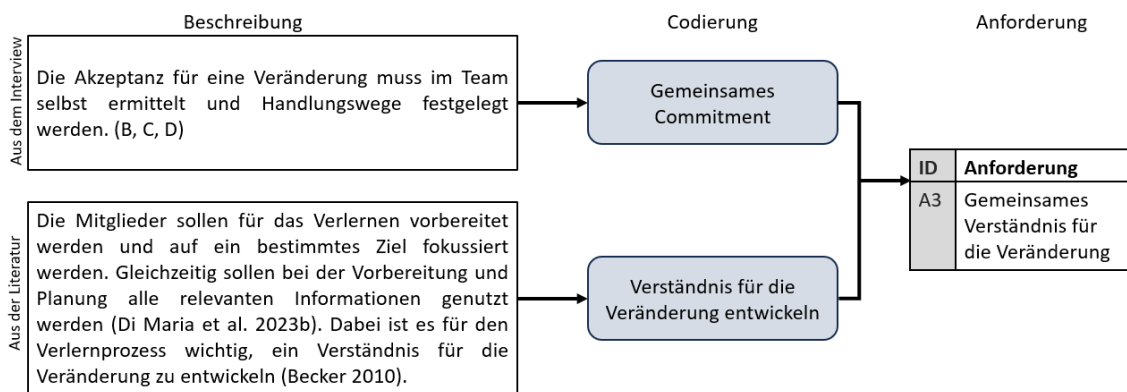 Beschreibung
Codierung
Anforderung
Aus dem Interview
Die Akzeptanz für eine Veränderung muss im Team
selbst ermittelt und Handlungswege festgelegt
werden. (B, C, D)
Gemeinsames
Commitment
ID Anforderung
A3 Gemeinsames
Verständnis für
die Veränderung
Aus der Literatur
Die Mitglieder sollen für das Verlernen vorbereitet
werden und auf ein bestimmtes Ziel fokussiert
werden. Gleichzeitig sollen bei der Vorbereitung und
Planung alle relevanten Informationen genutzt
werden (Di Maria et al. 2023b). Dabei ist es für den
Verlernprozess wichtig, ein Verständnis für die
Veränderung zu entwickeln (Becker 2010).
Verständnis für die
Veränderung entwickeln